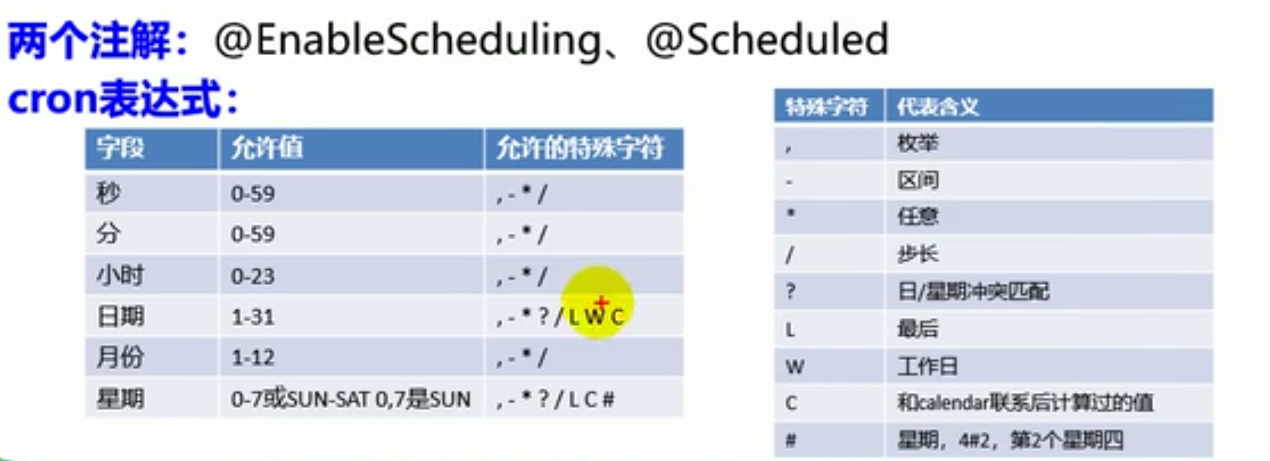 两个注解：@EnableScheduling、@Scheduled
cron表达式：
字段 允许值 允许的特殊字符
秒 0-59 , - * /
分 0-59 , - * /
小时 0-23 , - * /
日期 1-31 , - * ? / L W C
月份 1-12 , - * /
星期 0-7或SUN-SAT 0,7是SUN , - * ? / L C #
特殊字符 代表含义
, 枚举
- 区间
* 任意
/ 步长
? 日/星期冲突匹配
L 最后
W 工作日
C 和calendar联系后计算过的值
# 星期，4#2，第2个星期四